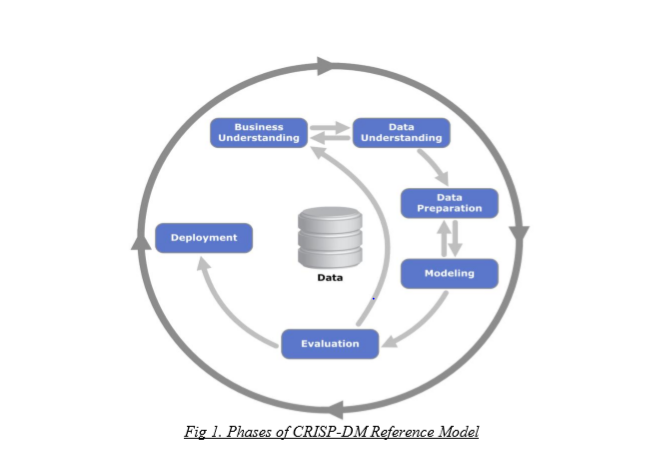 Business
Understanding
Data
Understanding
Data
Preparation
Deployment
Data
Modeling
Evaluation
Fig 1. Phases of CRISP-DM Reference Model